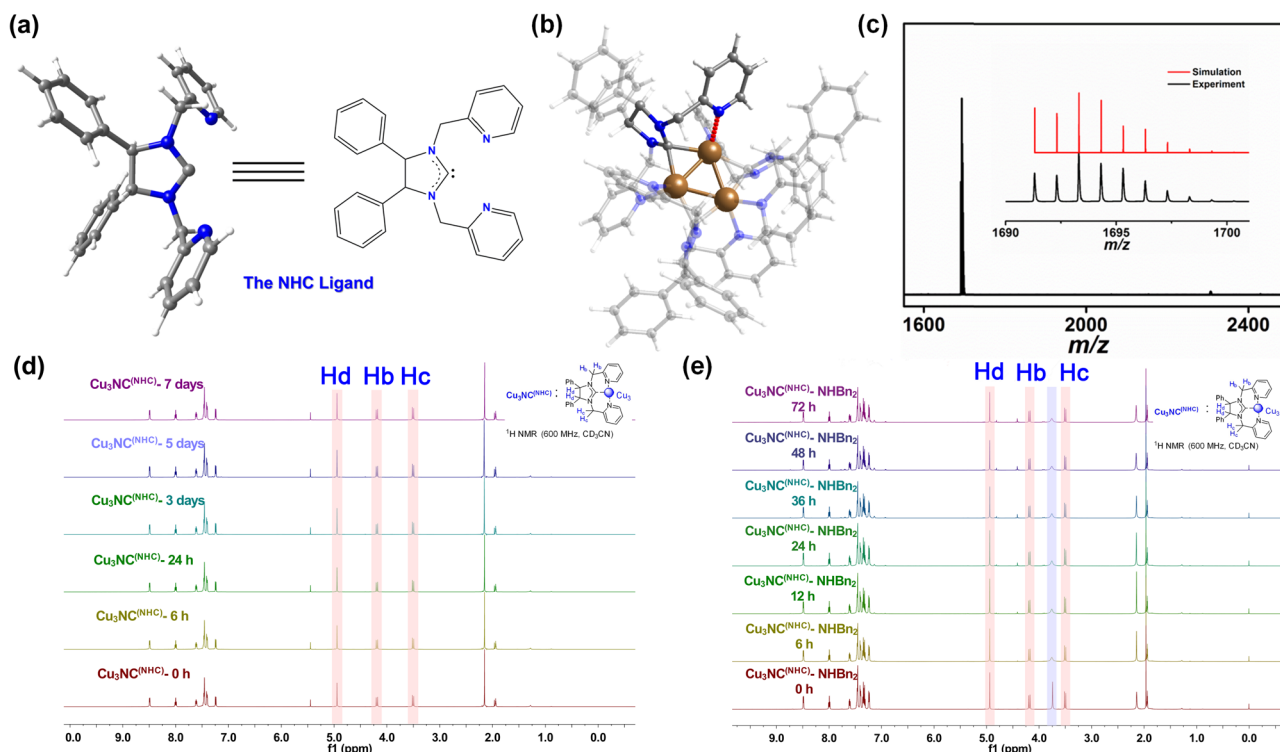 (a)
N
N
N
N
:
The NHC Ligand
(b)
(c)
Simulation
Experiment
1690
1695
1700
m/z
1600
2000
2400
m/z
(d)
Hd
Hb
Hc
Cu₃NC(NHC)- 7 days
Cu₃NC(NHC) :
Cu₃
¹H NMR (600 MHz, CD₃CN)
Cu₃NC(NHC)- 5 days
Cu₃NC(NHC)- 3 days
Cu₃NC(NHC)- 24 h
Cu₃NC(NHC)- 6 h
Cu₃NC(NHC)- 0 h
0.0
9.0
8.0
7.0
6.0
5.0
4.0
3.0
2.0
1.0
0.0
f1 (ppm)
(e)
Hd
Hb
Hc
Cu₃NC(NHC)- NHBn₂
72 h
Cu₃NC(NHC) :
Cu₃
¹H NMR (600 MHz, CD₃CN)
Cu₃NC(NHC)- NHBn₂
48 h
Cu₃NC(NHC)- NHBn₂
36 h
Cu₃NC(NHC)- NHBn₂
24 h
Cu₃NC(NHC)- NHBn₂
12 h
Cu₃NC(NHC)- NHBn₂
6 h
Cu₃NC(NHC)- NHBn₂
0 h
9.0
8.0
7.0
6.0
5.0
4.0
3.0
2.0
1.0
0.0
f1 (ppm)